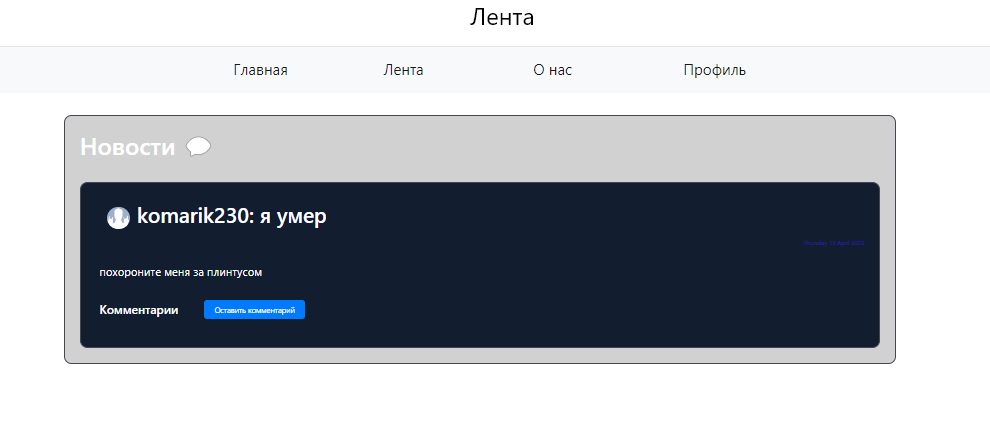 Лента
Главная Лента О нас Профиль
Новости
komarik230: я умер
похороните меня за плинтусом
Комментарии Оставить комментарий